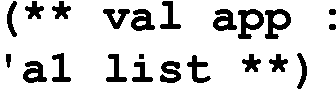 (** val app :
'a1 list **)